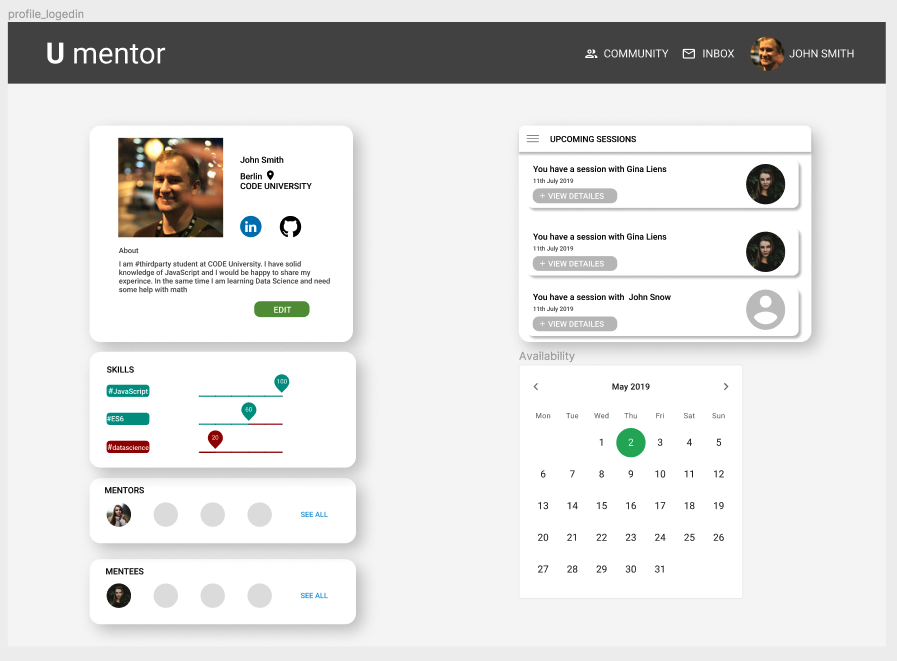 profile_logedin
U mentor
COMMUNITY
INBOX
JOHN SMITH
John Smith
Berlin
CODE UNIVERSITY
in
About
I am #thirdparty student at CODE University. I have solid
knowledge of JavaScript and I would be happy to share my
experince. In the same time I am learning Data Science and need
some help with math
EDIT
SKILLS
#JavaScript
100
#ES6
60
#datascience
20
MENTORS
SEE ALL
MENTEES
SEE ALL
UPCOMING SESSIONS
You have a session with Gina Liens
11th July 2019
+ VIEW DETAILES
You have a session with Gina Liens
11th July 2019
+ VIEW DETAILES
You have a session with John Snow
11th July 2019
+ VIEW DETAILES
Availability
May 2019
Mon Tue Wed Thu Fri Sat Sun
1 2 3 4 5
6 7 8 9 10 11 12
13 14 15 16 17 18 19
20 21 22 23 24 25 26
27 28 29 30 31